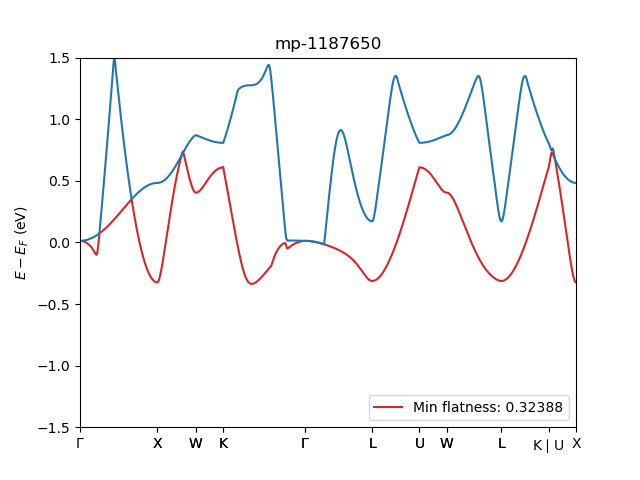 mp-1187650
E − E_F (eV)
1.5
1.0
0.5
0.0
−0.5
−1.0
−1.5
Min flatness: 0.32388
Γ X W K Γ L U W L K | U X